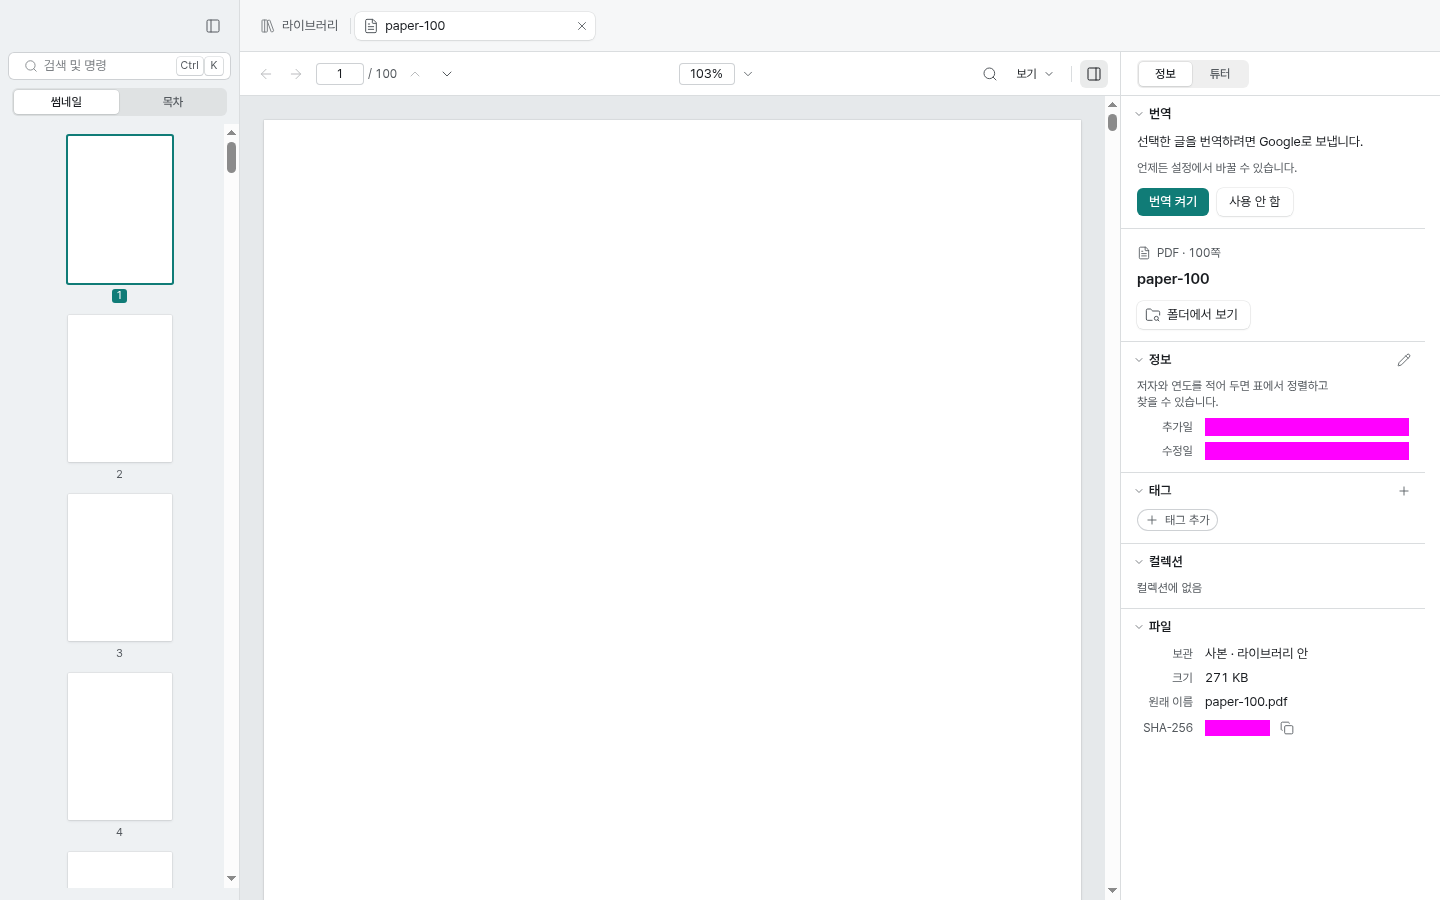 라이브러리
paper-100
검색 및 명령
Ctrl
K
썸네일
목차
1
2
3
4
1
/ 100
103%
보기
정보
튜터
번역
선택한 글을 번역하려면 Google로 보냅니다.
언제든 설정에서 바꿀 수 있습니다.
번역 켜기
사용 안 함
PDF · 100쪽
paper-100
폴더에서 보기
정보
저자와 연도를 적어 두면 표에서 정렬하고
찾을 수 있습니다.
추가일
수정일
태그
태그 추가
컬렉션
컬렉션에 없음
파일
보관 사본 · 라이브러리 안
크기 271 KB
원래 이름 paper-100.pdf
SHA-256